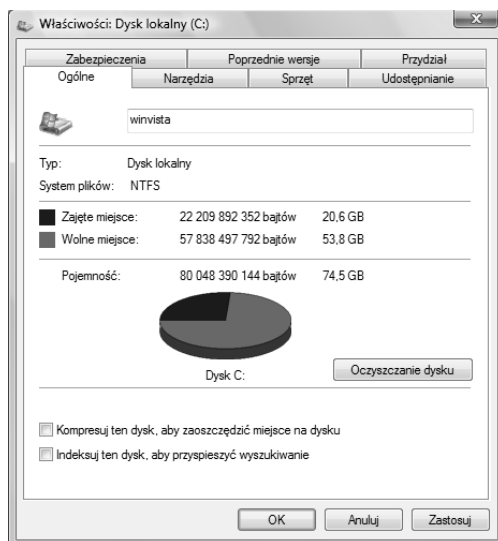 Właściwości: Dysk lokalny (C:)
x
Zabezpieczenia Poprzednie wersje Przydział
Ogólne Narzędzia Sprzęt Udostępnianie
winvista
Typ: Dysk lokalny
System plików: NTFS
Zajęte miejsce: 22 209 892 352 bajtów 20,6 GB
Wolne miejsce: 57 838 497 792 bajtów 53,8 GB
Pojemność: 80 048 390 144 bajtów 74,5 GB
Dysk C:
Oczyszczanie dysku
Kompresuj ten dysk, aby zaoszczędzić miejsce na dysku
Indeksuj ten dysk, aby przyspieszyć wyszukiwanie
OK Anuluj Zastosuj